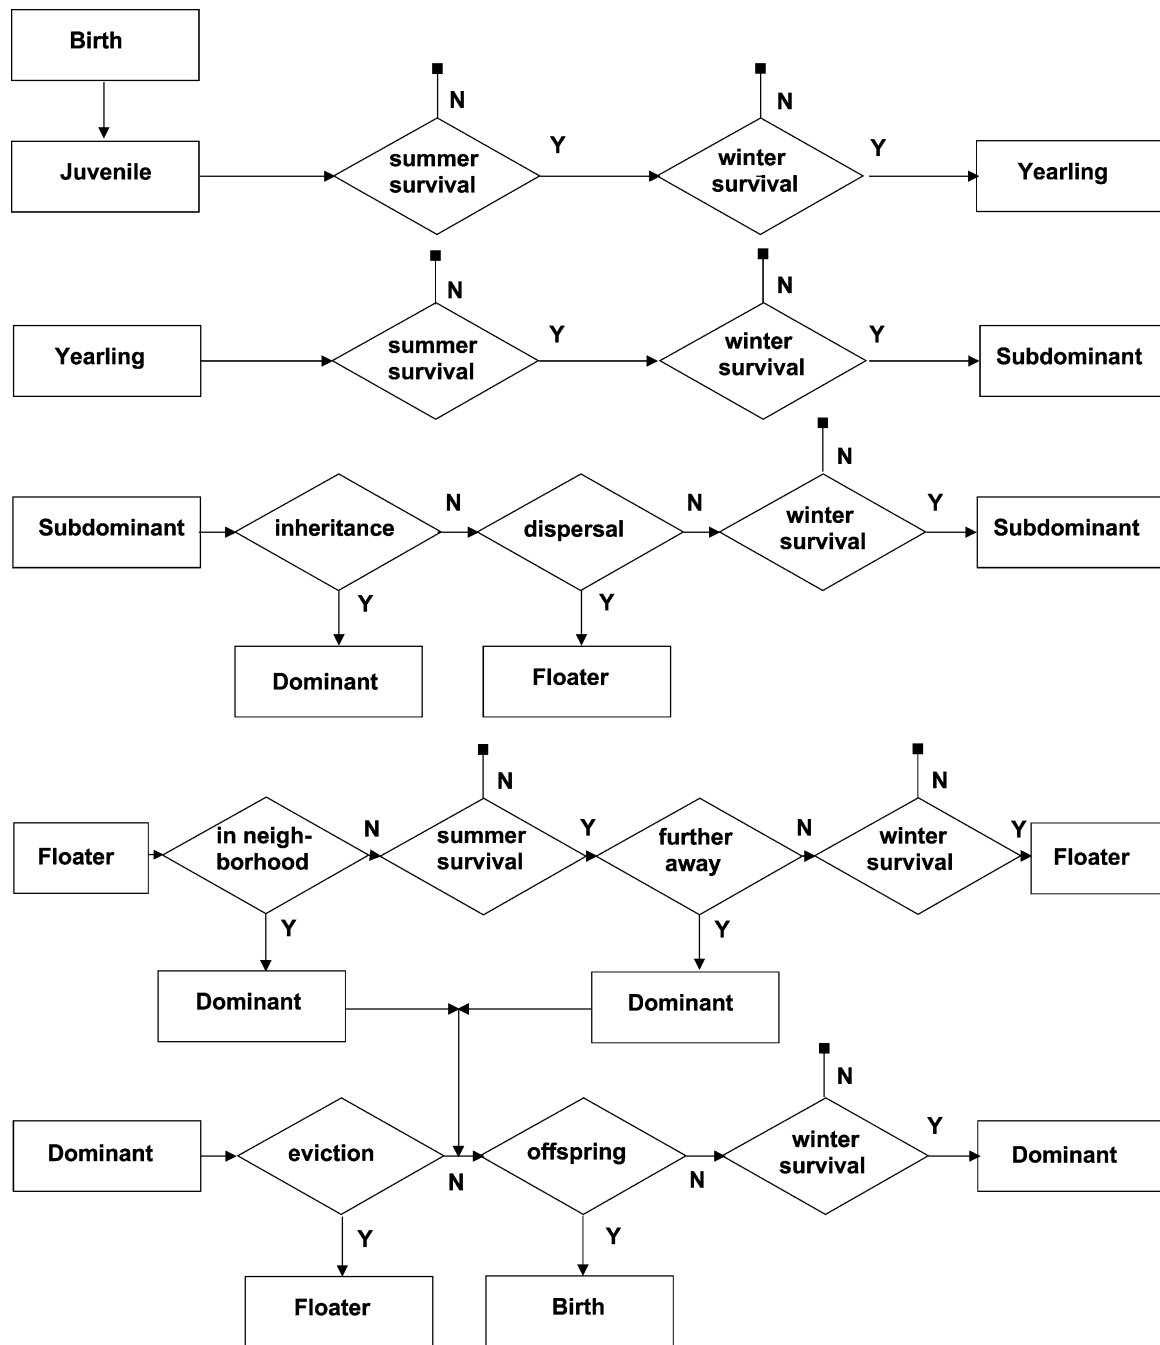 Birth
N
N
Juvenile
summer
survival
Y
winter
survival
Y
Yearling
N
N
Yearling
summer
survival
Y
winter
survival
Y
Subdominant
N
Subdominant
inheritance
N
dispersal
N
winter
survival
Y
Subdominant
Y
Y
Dominant
Floater
N
N
Floater
in neigh-
borhood
N
summer
survival
Y
further
away
N
winter
survival
Y
Floater
Y
Y
Dominant
Dominant
N
Dominant
eviction
N
offspring
N
winter
survival
Y
Dominant
Y
Y
Floater
Birth